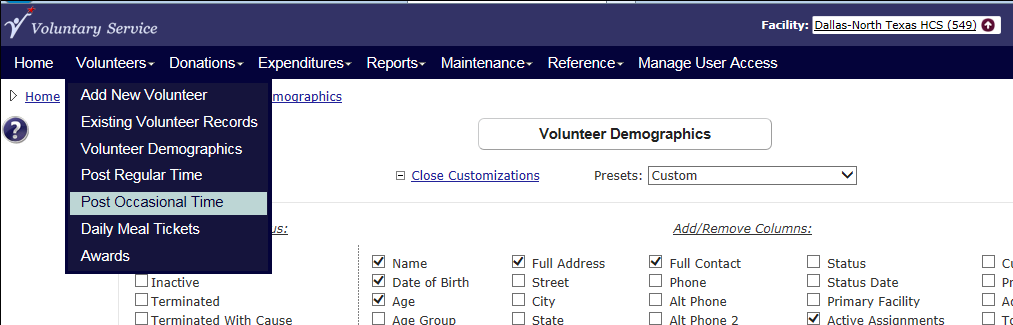 Voluntary Service
Facility: Dallas-North Texas HCS (549)
Home Volunteers Donations Expenditures Reports Maintenance Reference Manage User Access
Home mographics
Add New Volunteer
Existing Volunteer Records
Volunteer Demographics
Post Regular Time
Post Occasional Time
Daily Meal Tickets
Awards
?
Volunteer Demographics
Close Customizations Presets: Custom
us: Add/Remove Columns:
Name Full Address Full Contact Status
Inactive Date of Birth Street Phone Status Date
Terminated Age City Alt Phone Primary Facility
Terminated With Cause Age Group State Alt Phone 2 Active Assignments